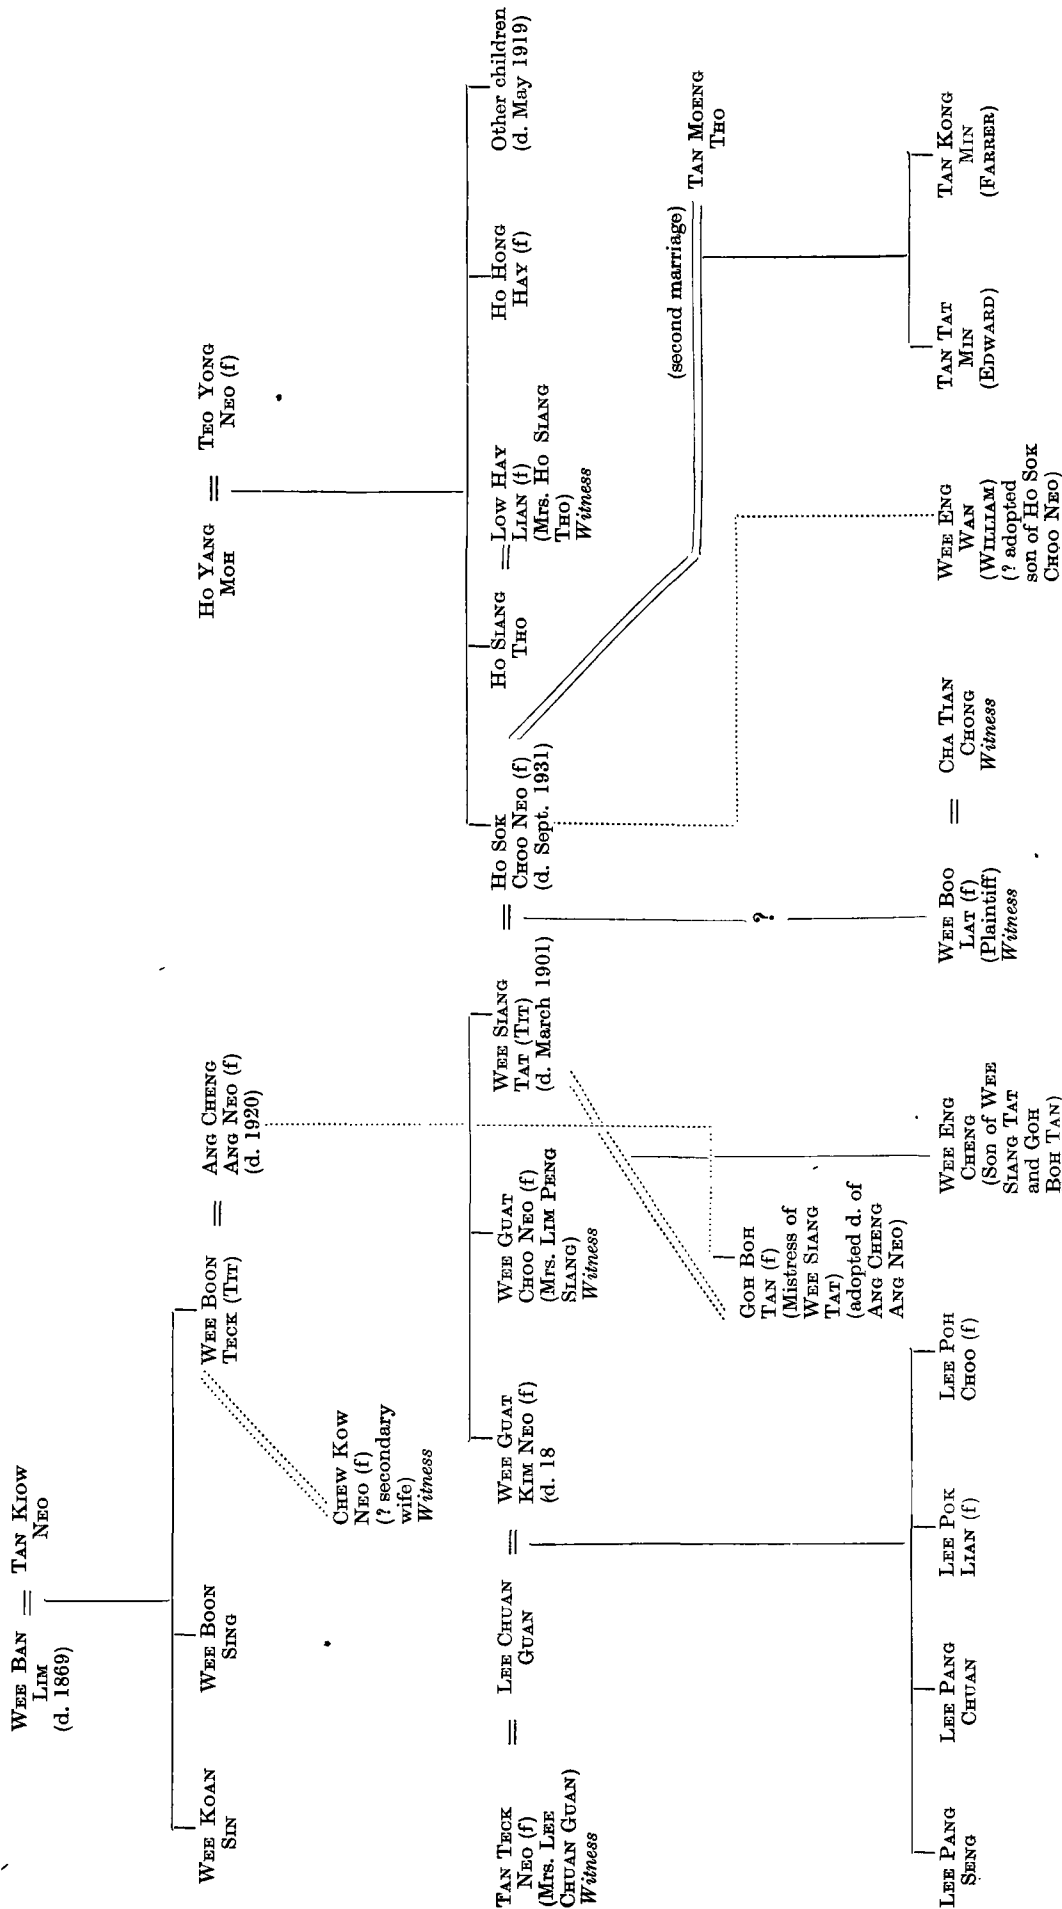 WEE BAN
LIM
(d. 1869)
=
TAN KIOW
NEO
WEE KOAN
SIN
WEE BOON
SING
WEE BOON
TECK (TIT)
=
ANG CHENG
ANG NEO (f)
(d. 1920)
HO YANG
MOH
=
TEO YONG
NEO (f)
CHEW KOW
NEO (f)
(? secondary
wife)
Witness
TAN TECK
NEO (f)
(Mrs. LEE
CHUAN GUAN)
Witness
=
LEE CHUAN
GUAN
=
WEE GUAT
KIM NEO (f)
(d. 18
WEE GUAT
CHOO NEO (f)
(Mrs. LIM PENG
SIANG)
Witness
WEE SIANG
TAT (TIT)
(d. March 1901)
=
HO SOK
CHOO NEO (f)
(d. Sept. 1931)
HO SIANG
THO
=
LOW HAY
LIAN (f)
(Mrs. HO SIANG
THO)
Witness
HO HONG
HAY (f)
Other children
(d. May 1919)
(second marriage)
TAN MOENG
THO
GOH BOH
TAN (f)
(Mistress of
WEE SIANG
TAT)
(adopted d. of
ANG CHENG
ANG NEO)
?
LEE PANG
SENG
LEE PANG
CHUAN
LEE POK
LIAN (f)
LEE POH
CHOO (f)
WEE ENG
CHENG
(Son of WEE
SIANG TAT
and GOH
BOH TAN)
WEE BOO
LAT (f)
(Plaintiff)
Witness
=
CHA TIAN
CHONG
Witness
WEE ENG
WAN
(WILLIAM)
(? adopted
son of HO SOK
CHOO NEO)
TAN TAT
MIN
(EDWARD)
TAN KONG
MIN
(FARRER)